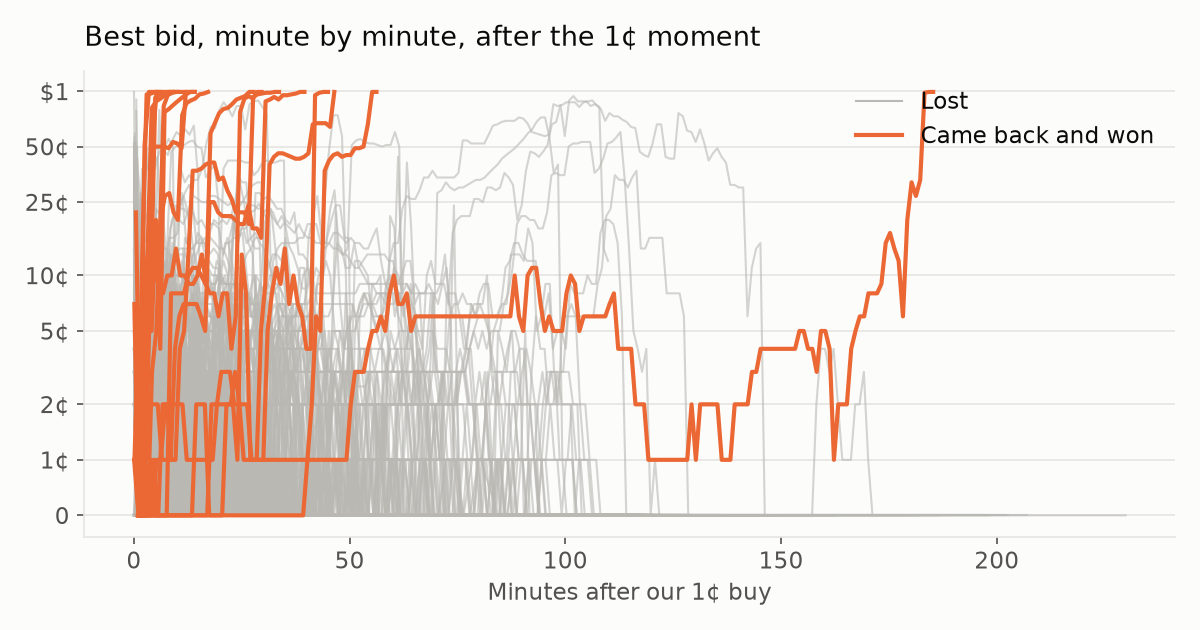 Best bid, minute by minute, after the 1¢ moment
$1
50¢
25¢
10¢
5¢
2¢
1¢
0
Lost
Came back and won
0 50 100 150 200
Minutes after our 1¢ buy